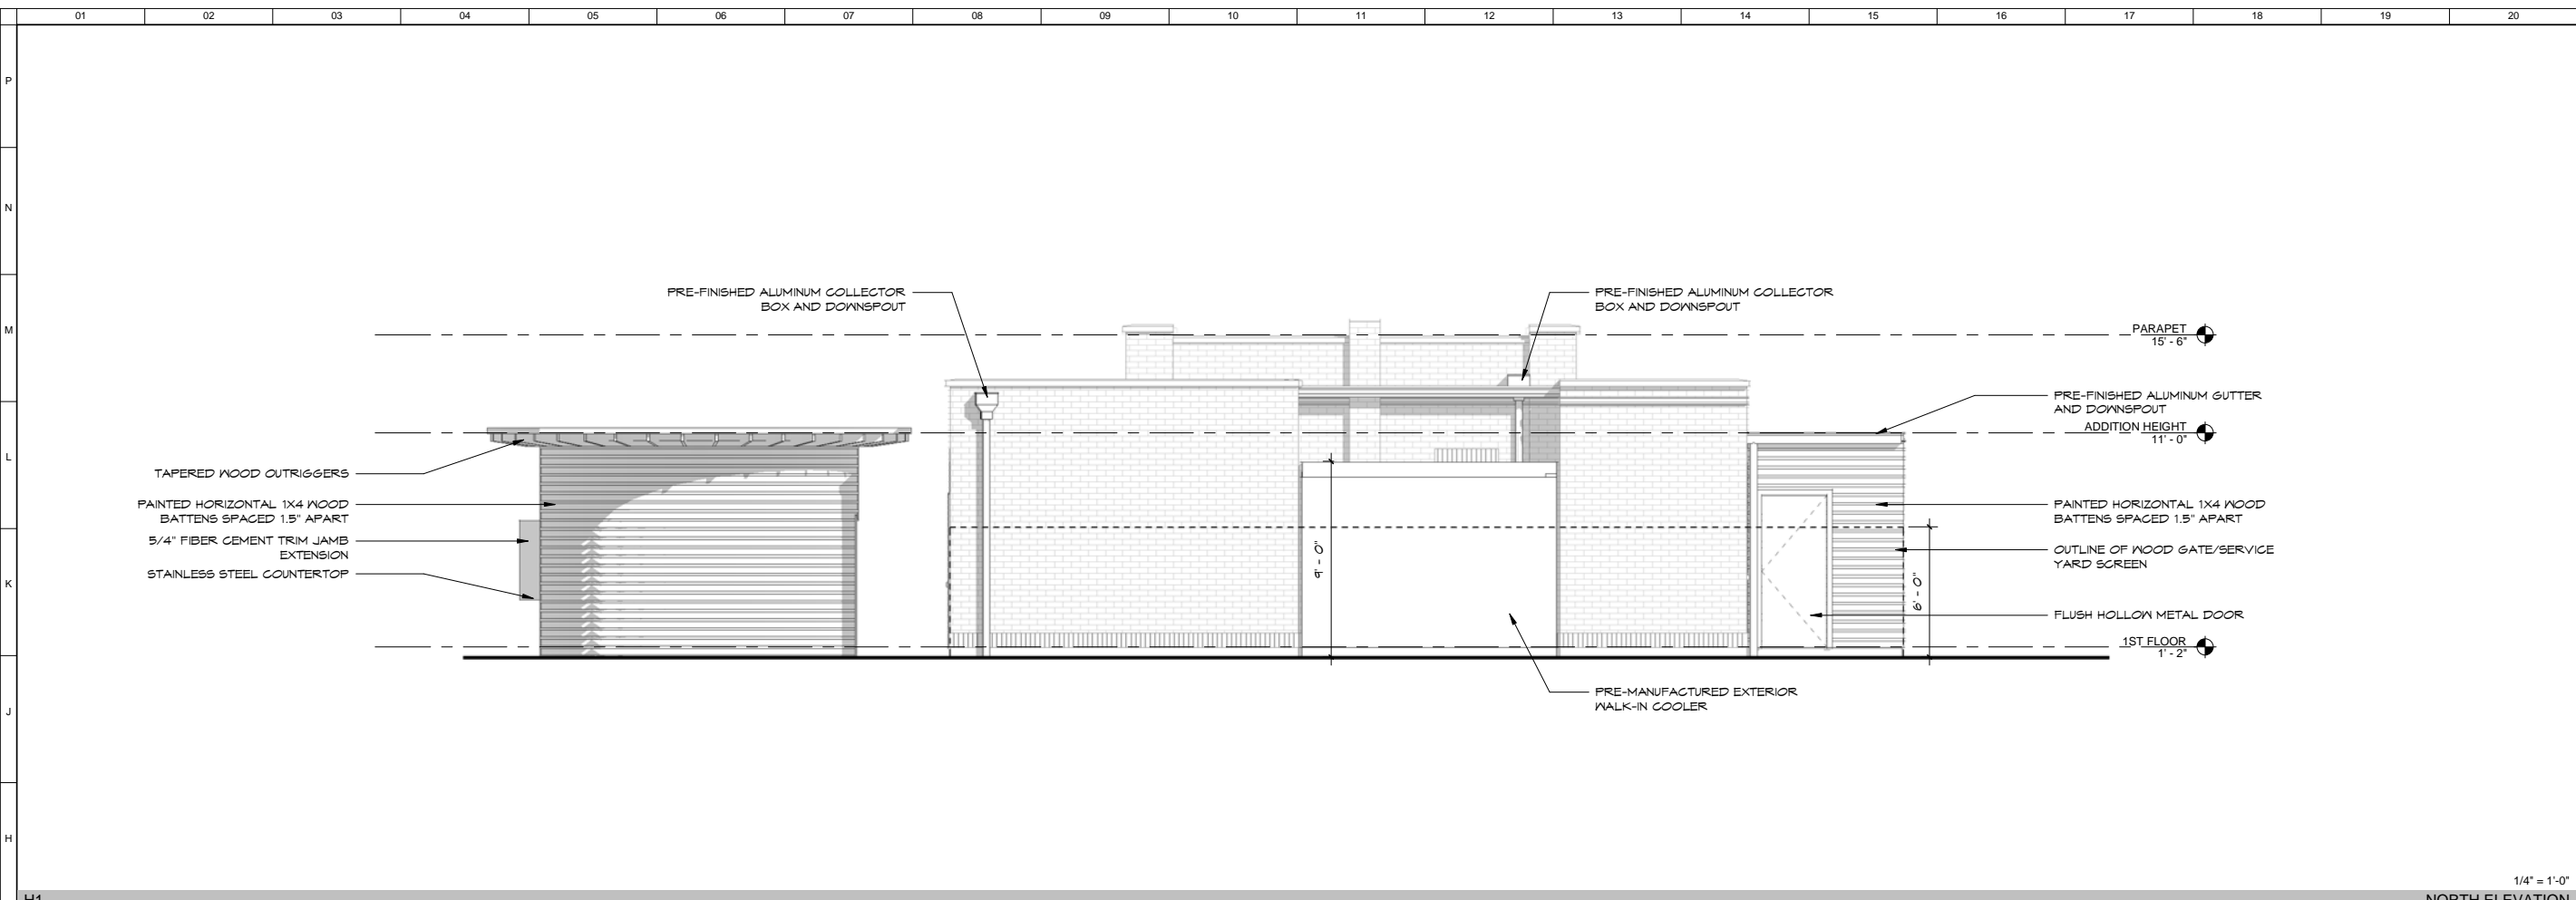 01 02 03 04 05 06 07 08 09 10 11 12 13 14 15 16 17 18 19 20
P
N
M
L
K
J
H
PRE-FINISHED ALUMINUM COLLECTOR
BOX AND DOWNSPOUT
PRE-FINISHED ALUMINUM COLLECTOR
BOX AND DOWNSPOUT
PARAPET
15' - 6"
PRE-FINISHED ALUMINUM GUTTER
AND DOWNSPOUT
ADDITION HEIGHT
11' - 0"
TAPERED WOOD OUTRIGGERS
PAINTED HORIZONTAL 1X4 WOOD
BATTENS SPACED 1.5" APART
5/4" FIBER CEMENT TRIM JAMB
EXTENSION
STAINLESS STEEL COUNTERTOP
9' - 0"
6' - 0"
PAINTED HORIZONTAL 1X4 WOOD
BATTENS SPACED 1.5" APART
OUTLINE OF WOOD GATE/SERVICE
YARD SCREEN
FLUSH HOLLOW METAL DOOR
1ST FLOOR
1' - 2"
PRE-MANUFACTURED EXTERIOR
WALK-IN COOLER
1/4" = 1'-0"
H1
NORTH ELEVATION